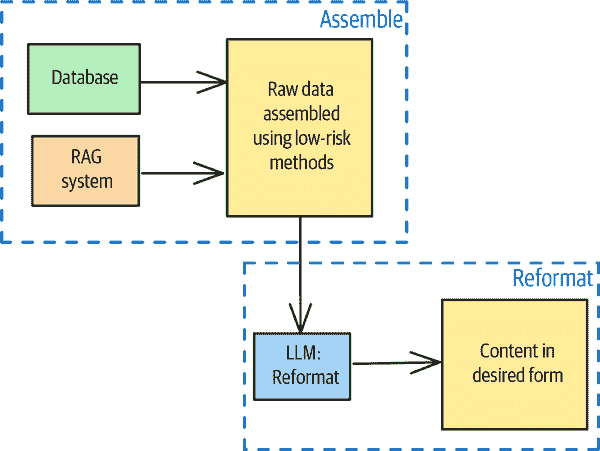 Assemble
Database
RAG
system
Raw data
assembled
using low-risk
methods
Reformat
LLM:
Reformat
Content in
desired form